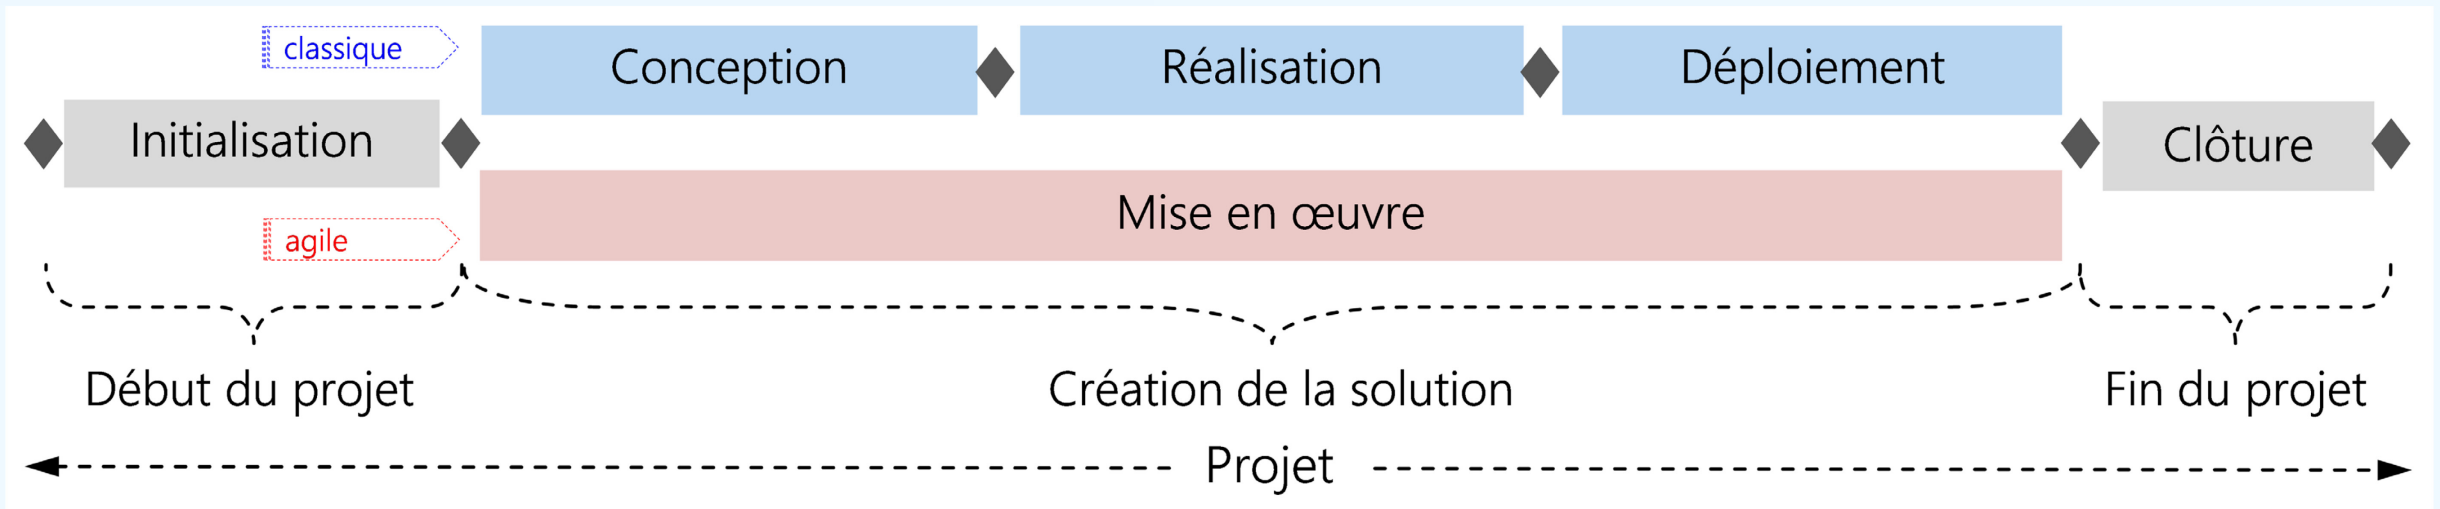 classique
Conception
Réalisation
Déploiement
Initialisation
Clôture
Mise en œuvre
agile
Début du projet
Création de la solution
Fin du projet
Projet